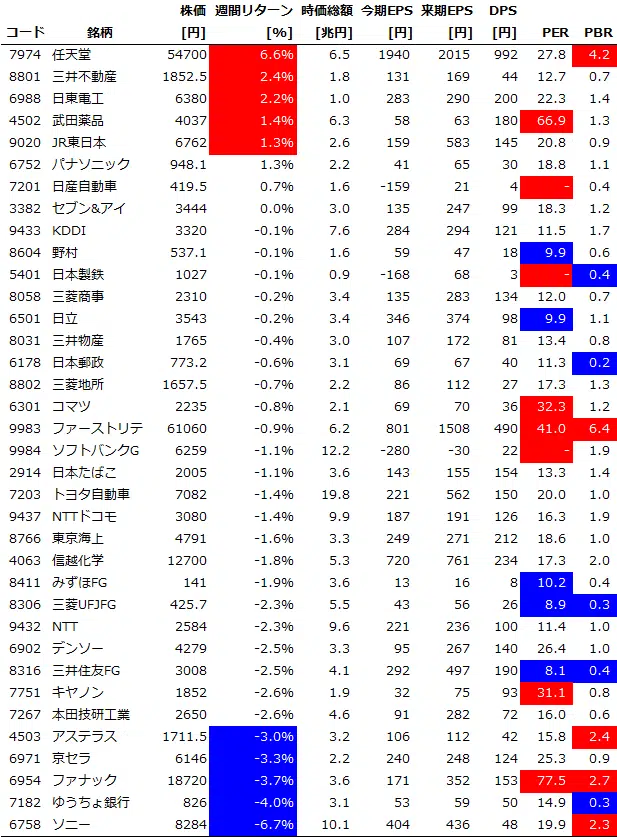 株価 週間リターン 時価総額 今期EPS 来期EPS DPS
コード 銘柄 [円] [%] [兆円] [円] [円] [円] PER PBR
7974 任天堂 54700 6.6% 6.5 1940 2015 992 27.8 4.2
8801 三井不動産 1852.5 2.4% 1.8 131 169 44 12.7 0.7
6988 日東電工 6380 2.2% 1.0 283 290 200 22.3 1.4
4502 武田薬品 4037 1.4% 6.3 58 63 180 66.9 1.3
9020 JR東日本 6762 1.3% 2.6 159 583 145 20.8 0.9
6752 パナソニック 948.1 1.3% 2.2 41 65 30 18.8 1.1
7201 日産自動車 419.5 0.7% 1.6 -159 21 4 - 0.4
3382 セブン&アイ 3444 0.0% 3.0 135 247 99 18.3 1.2
9433 KDDI 3320 -0.1% 7.6 284 294 121 11.5 1.7
8604 野村 537.1 -0.1% 1.6 59 47 18 9.9 0.6
5401 日本製鉄 1027 -0.1% 0.9 -168 68 3 - 0.4
8058 三菱商事 2310 -0.2% 3.4 135 283 134 12.0 0.7
6501 日立 3543 -0.2% 3.4 346 374 98 9.9 1.1
8031 三井物産 1765 -0.4% 3.0 107 172 81 13.4 0.8
6178 日本郵政 773.2 -0.6% 3.1 69 67 40 11.3 0.2
8802 三菱地所 1657.5 -0.7% 2.2 86 112 27 17.3 1.3
6301 コマツ 2235 -0.8% 2.1 69 70 36 32.3 1.2
9983 ファーストリテ 61060 -0.9% 6.2 801 1508 490 41.0 6.4
9984 ソフトバンクG 6259 -1.1% 12.2 -280 -30 22 - 1.9
2914 日本たばこ 2005 -1.1% 3.6 143 155 154 13.3 1.4
7203 トヨタ自動車 7082 -1.4% 19.8 221 562 150 20.0 1.0
9437 NTTドコモ 3080 -1.4% 9.9 187 191 126 16.3 1.9
8766 東京海上 4791 -1.6% 3.3 249 271 212 18.6 1.0
4063 信越化学 12700 -1.8% 5.3 720 761 234 17.3 2.0
8411 みずほFG 141 -1.9% 3.6 13 16 8 10.2 0.4
8306 三菱UFJFG 425.7 -2.3% 5.5 43 56 26 8.9 0.3
9432 NTT 2584 -2.3% 9.6 221 236 100 11.4 1.0
6902 デンソー 4279 -2.5% 3.3 95 267 140 26.4 1.0
8316 三井住友FG 3008 -2.5% 4.1 292 497 190 8.1 0.4
7751 キヤノン 1852 -2.6% 1.9 32 75 93 31.1 0.8
7267 本田技研工業 2650 -2.6% 4.6 91 282 72 16.0 0.6
4503 アステラス 1711.5 -3.0% 3.2 106 112 42 15.8 2.4
6971 京セラ 6146 -3.3% 2.2 240 248 124 25.3 0.9
6954 ファナック 18720 -3.7% 3.6 171 352 153 77.5 2.7
7182 ゆうちょ銀行 826 -4.0% 3.1 53 59 50 14.9 0.3
6758 ソニー 8284 -6.7% 10.1 404 436 48 19.9 2.3